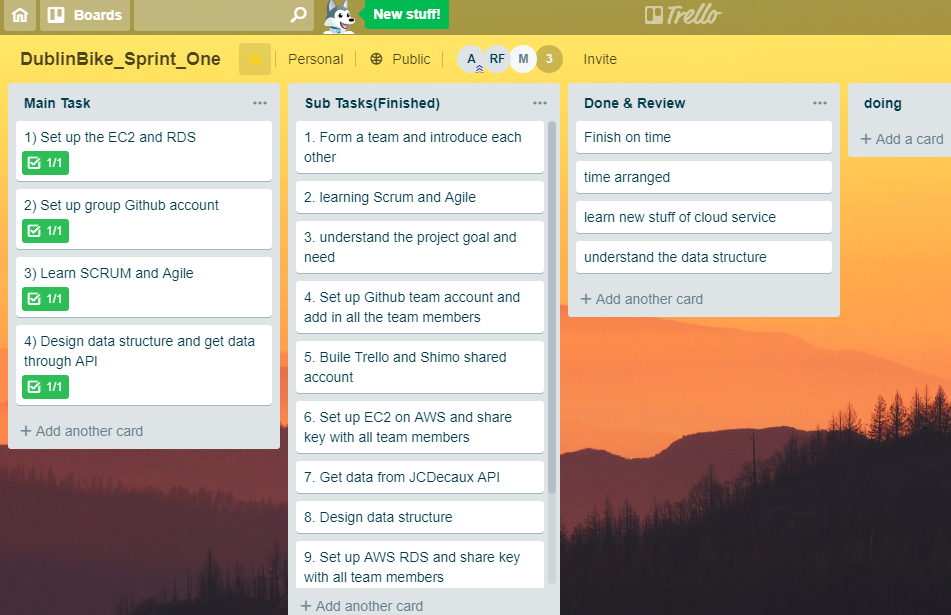 Boards
New stuff!
Trello
DublinBike_Sprint_One
Personal
Public
A
RF
M
3
Invite
Main Task
1) Set up the EC2 and RDS
1/1
2) Set up group Github account
1/1
3) Learn SCRUM and Agile
1/1
4) Design data structure and get data
through API
1/1
+ Add another card
Sub Tasks(Finished)
1. Form a team and introduce each
other
2. learning Scrum and Agile
3. understand the project goal and
need
4. Set up Github team account and
add in all the team members
5. Buile Trello and Shimo shared
account
6. Set up EC2 on AWS and share
key with all team members
7. Get data from JCDecaux API
8. Design data structure
9. Set up AWS RDS and share key
with all team members
+ Add another card
Done & Review
Finish on time
time arranged
learn new stuff of cloud service
understand the data structure
+ Add another card
doing
+ Add a card